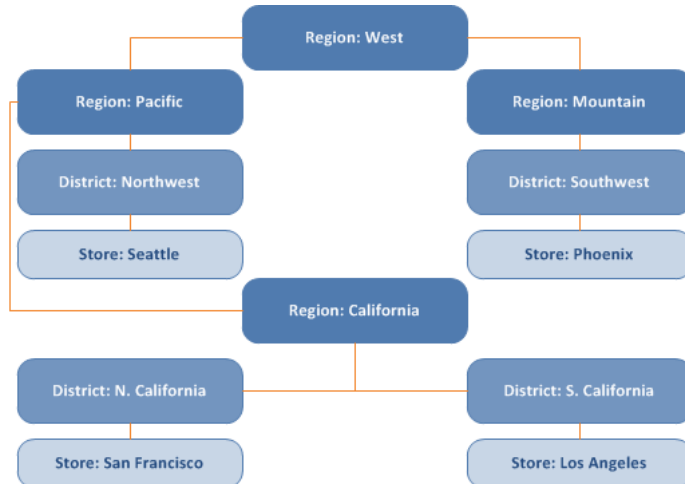 Region: West
Region: Pacific
Region: Mountain
District: Northwest
District: Southwest
Store: Seattle
Store: Phoenix
Region: California
District: N. California
District: S. California
Store: San Francisco
Store: Los Angeles